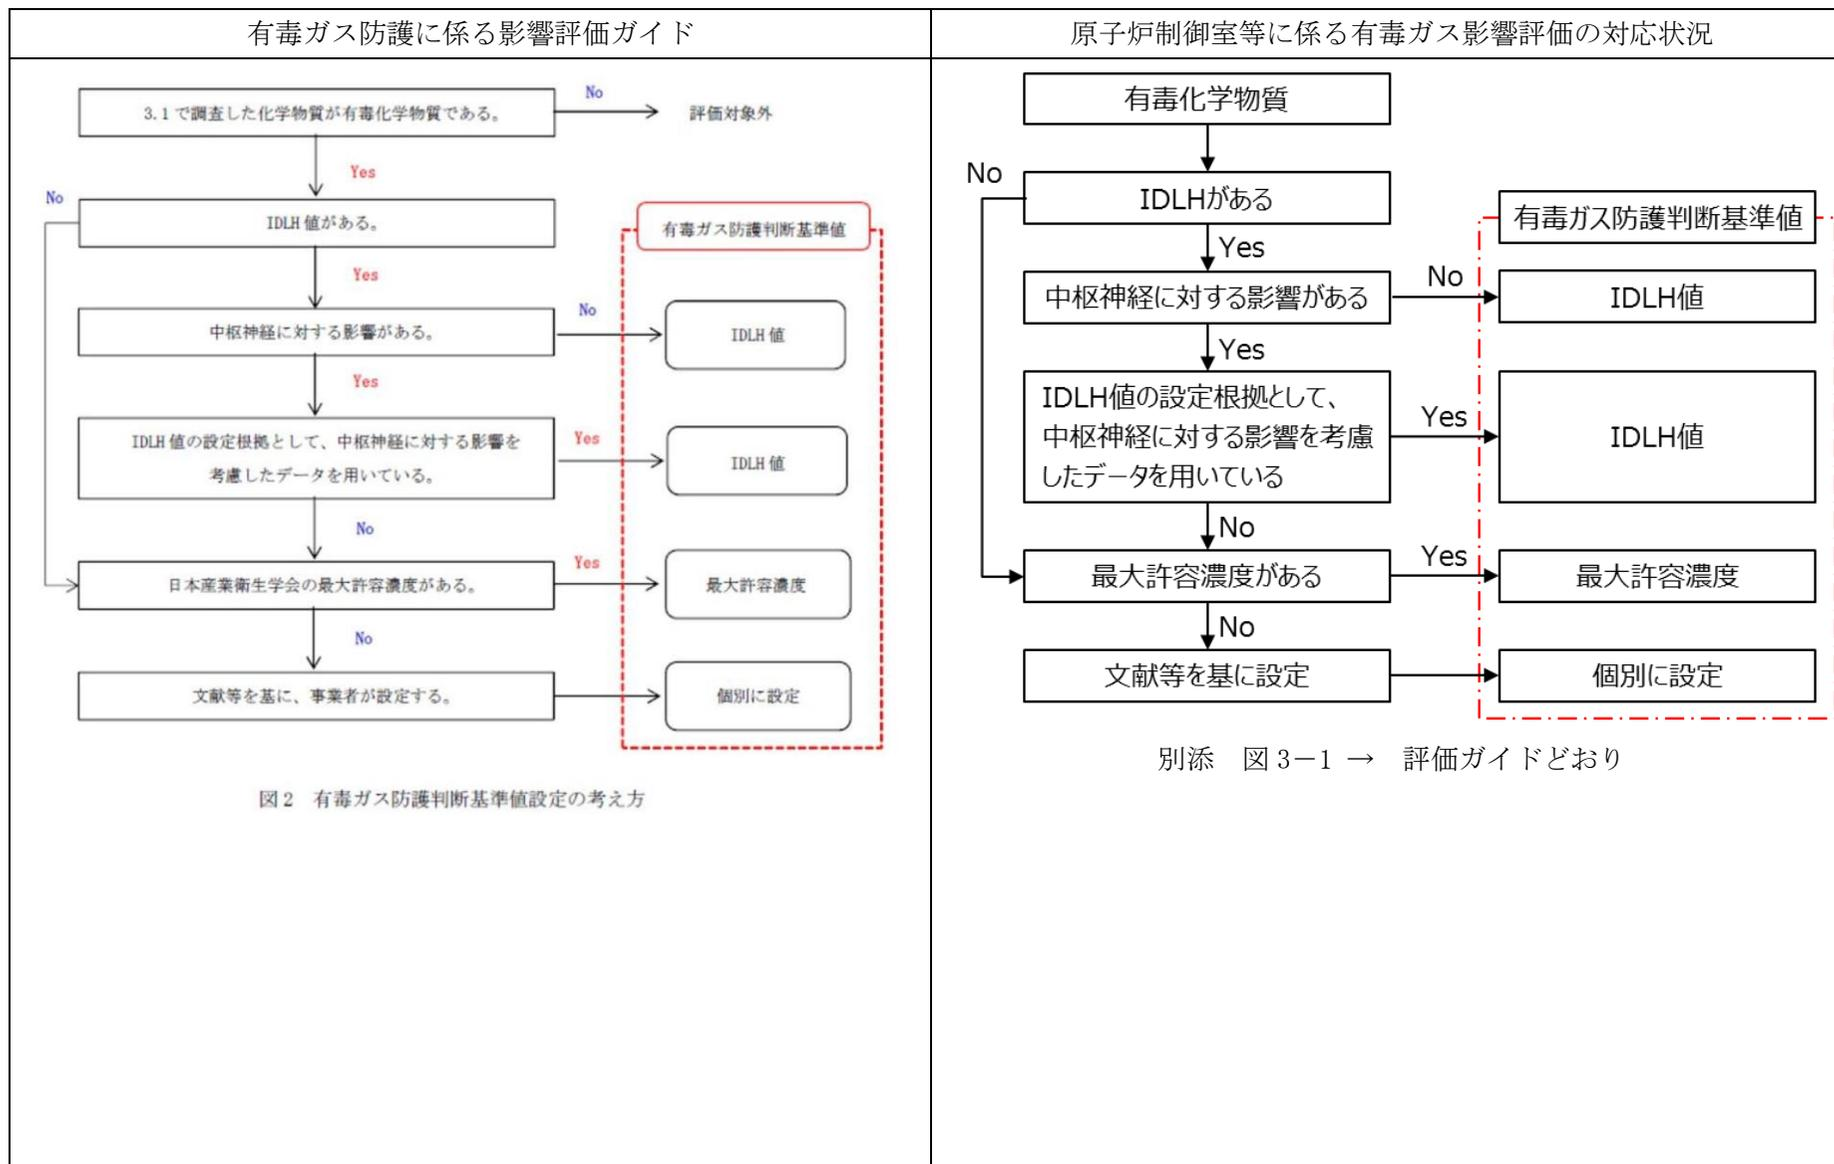 有毒ガス防護に係る影響評価ガイド
3.1で調査した化学物質が有毒化学物質である。
No
評価対象外
Yes
No
IDLH 値がある。
有毒ガス防護判断基準値
Yes
中枢神経に対する影響がある。
No
IDLH 値
Yes
IDLH 値の設定根拠として、中枢神経に対する影響を
考慮したデータを用いている。
Yes
IDLH 値
No
日本産業衛生学会の最大許容濃度がある。
Yes
最大許容濃度
No
文献等を基に、事業者が設定する。
個別に設定
図2 有毒ガス防護判断基準値設定の考え方
原子炉制御室等に係る有毒ガス影響評価の対応状況
有毒化学物質
No
IDLHがある
有毒ガス防護判断基準値
Yes
中枢神経に対する影響がある
No
IDLH値
Yes
IDLH値の設定根拠として、
中枢神経に対する影響を考慮
したデータを用いている
Yes
IDLH値
No
最大許容濃度がある
Yes
最大許容濃度
No
文献等を基に設定
個別に設定
別添 図3-1 → 評価ガイドどおり